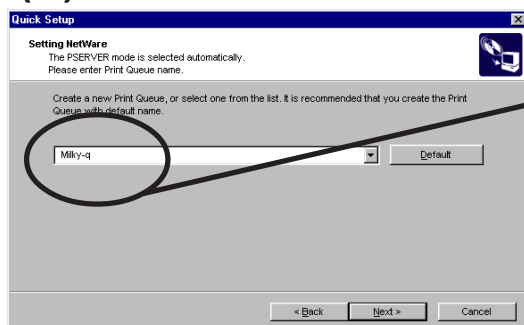 Quick Setup
Setting NetWare
The PSERVER mode is selected automatically.
Please enter Print Queue name.
Create a new Print Queue, or select one from the list. It is recommended that you create the Print
Queue with default name.
Milky-q
Default
< Back
Next >
Cancel